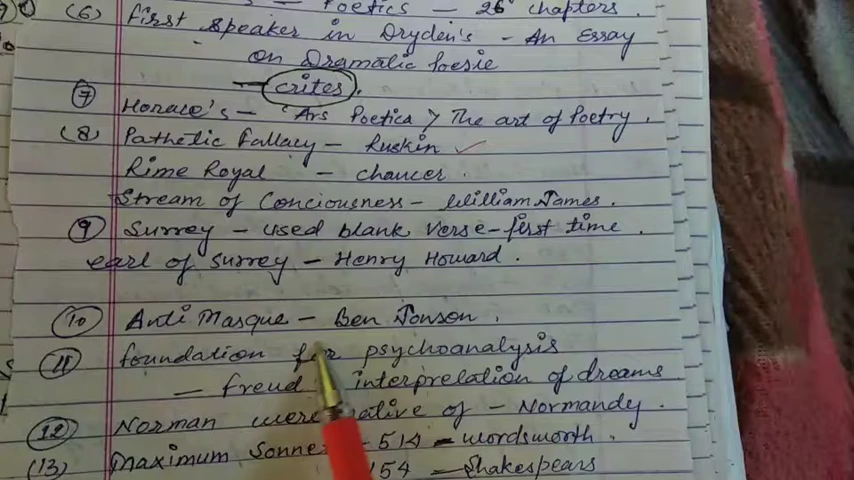 Poetics – 26 chapters.
(6) first speaker in Dryden's – An Essay
on Dramatic Poesie
– crites.
(7) Horace's – 'Ars Poetica > The art of Poetry.
(8) Pathetic Fallacy – Ruskin ✓
Rime Royal – chaucer.
Stream of Conciousness – William James.
(9) Surrey – used blank verse – first time.
earl of Surrey – Henry Howard.
(10) Anti Masque – Ben Jonson.
(11) foundation for psychoanalysis
– freud interpretation of dreams
(12) Norman were native of – Normandy.
(13) Maximum Sonnet – 514 – wordsworth.
154 – Shakespears